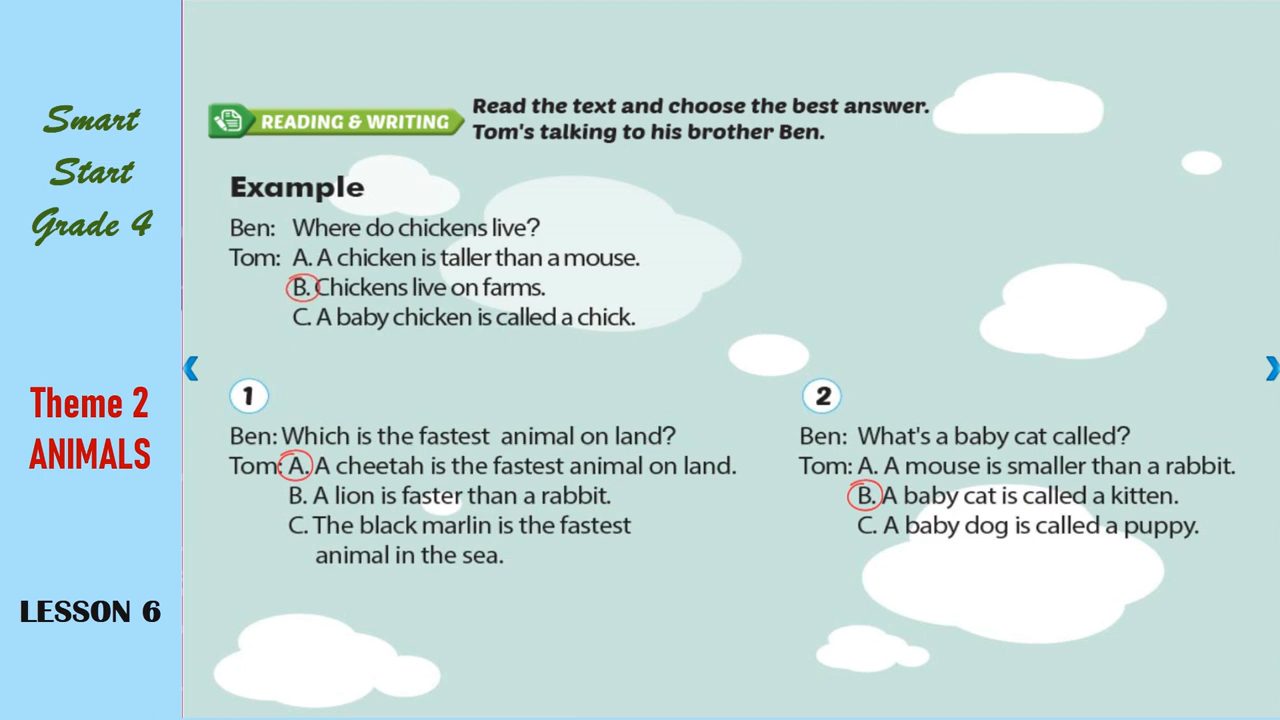 Smart
Start
Grade 4
Theme 2
ANIMALS
LESSON 6
READING & WRITING
Read the text and choose the best answer.
Tom's talking to his brother Ben.
Example
Ben: Where do chickens live?
Tom: A. A chicken is taller than a mouse.
B. Chickens live on farms.
C. A baby chicken is called a chick.
1
Ben: Which is the fastest animal on land?
Tom: A. A cheetah is the fastest animal on land.
B. A lion is faster than a rabbit.
C. The black marlin is the fastest
animal in the sea.
2
Ben: What's a baby cat called?
Tom: A. A mouse is smaller than a rabbit.
B. A baby cat is called a kitten.
C. A baby dog is called a puppy.